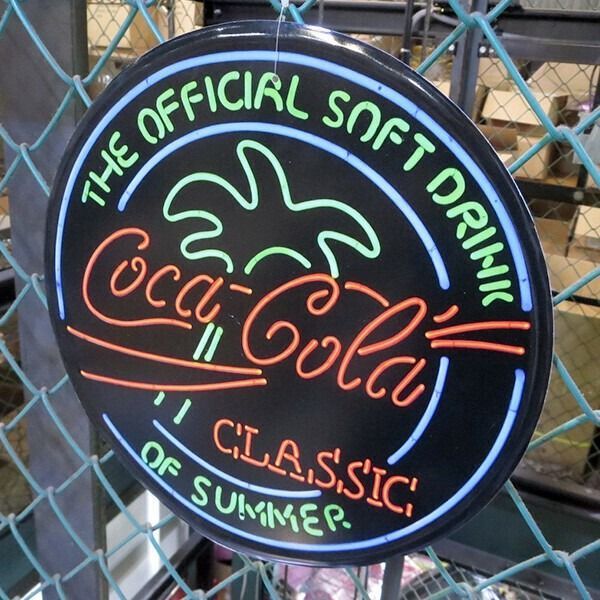 THE OFFICIAL SOFT DRINK
Coca-Cola
CLASSIC
OF SUMMER